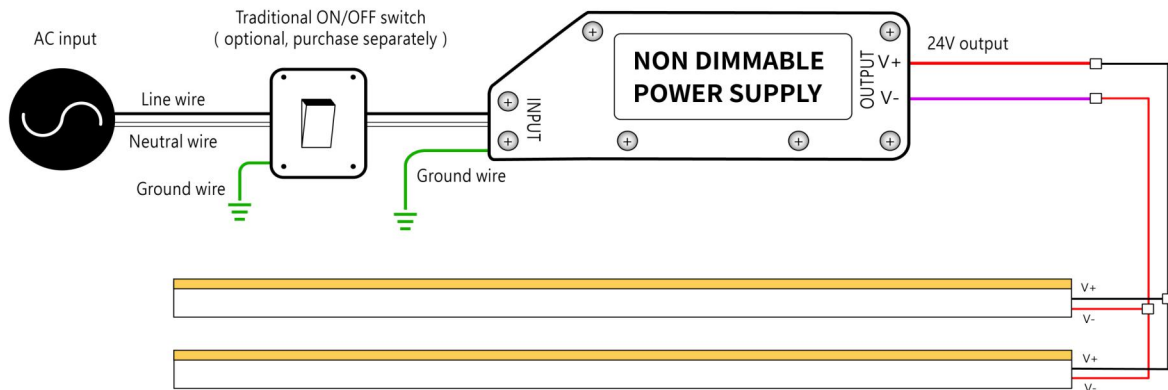 Traditional ON/OFF switch
( optional, purchase separately )
AC input
Line wire
Neutral wire
Ground wire
Ground wire
INPUT
NON DIMMABLE
POWER SUPPLY
OUTPUT
V+
V-
24V output
V+
V-
V+
V-